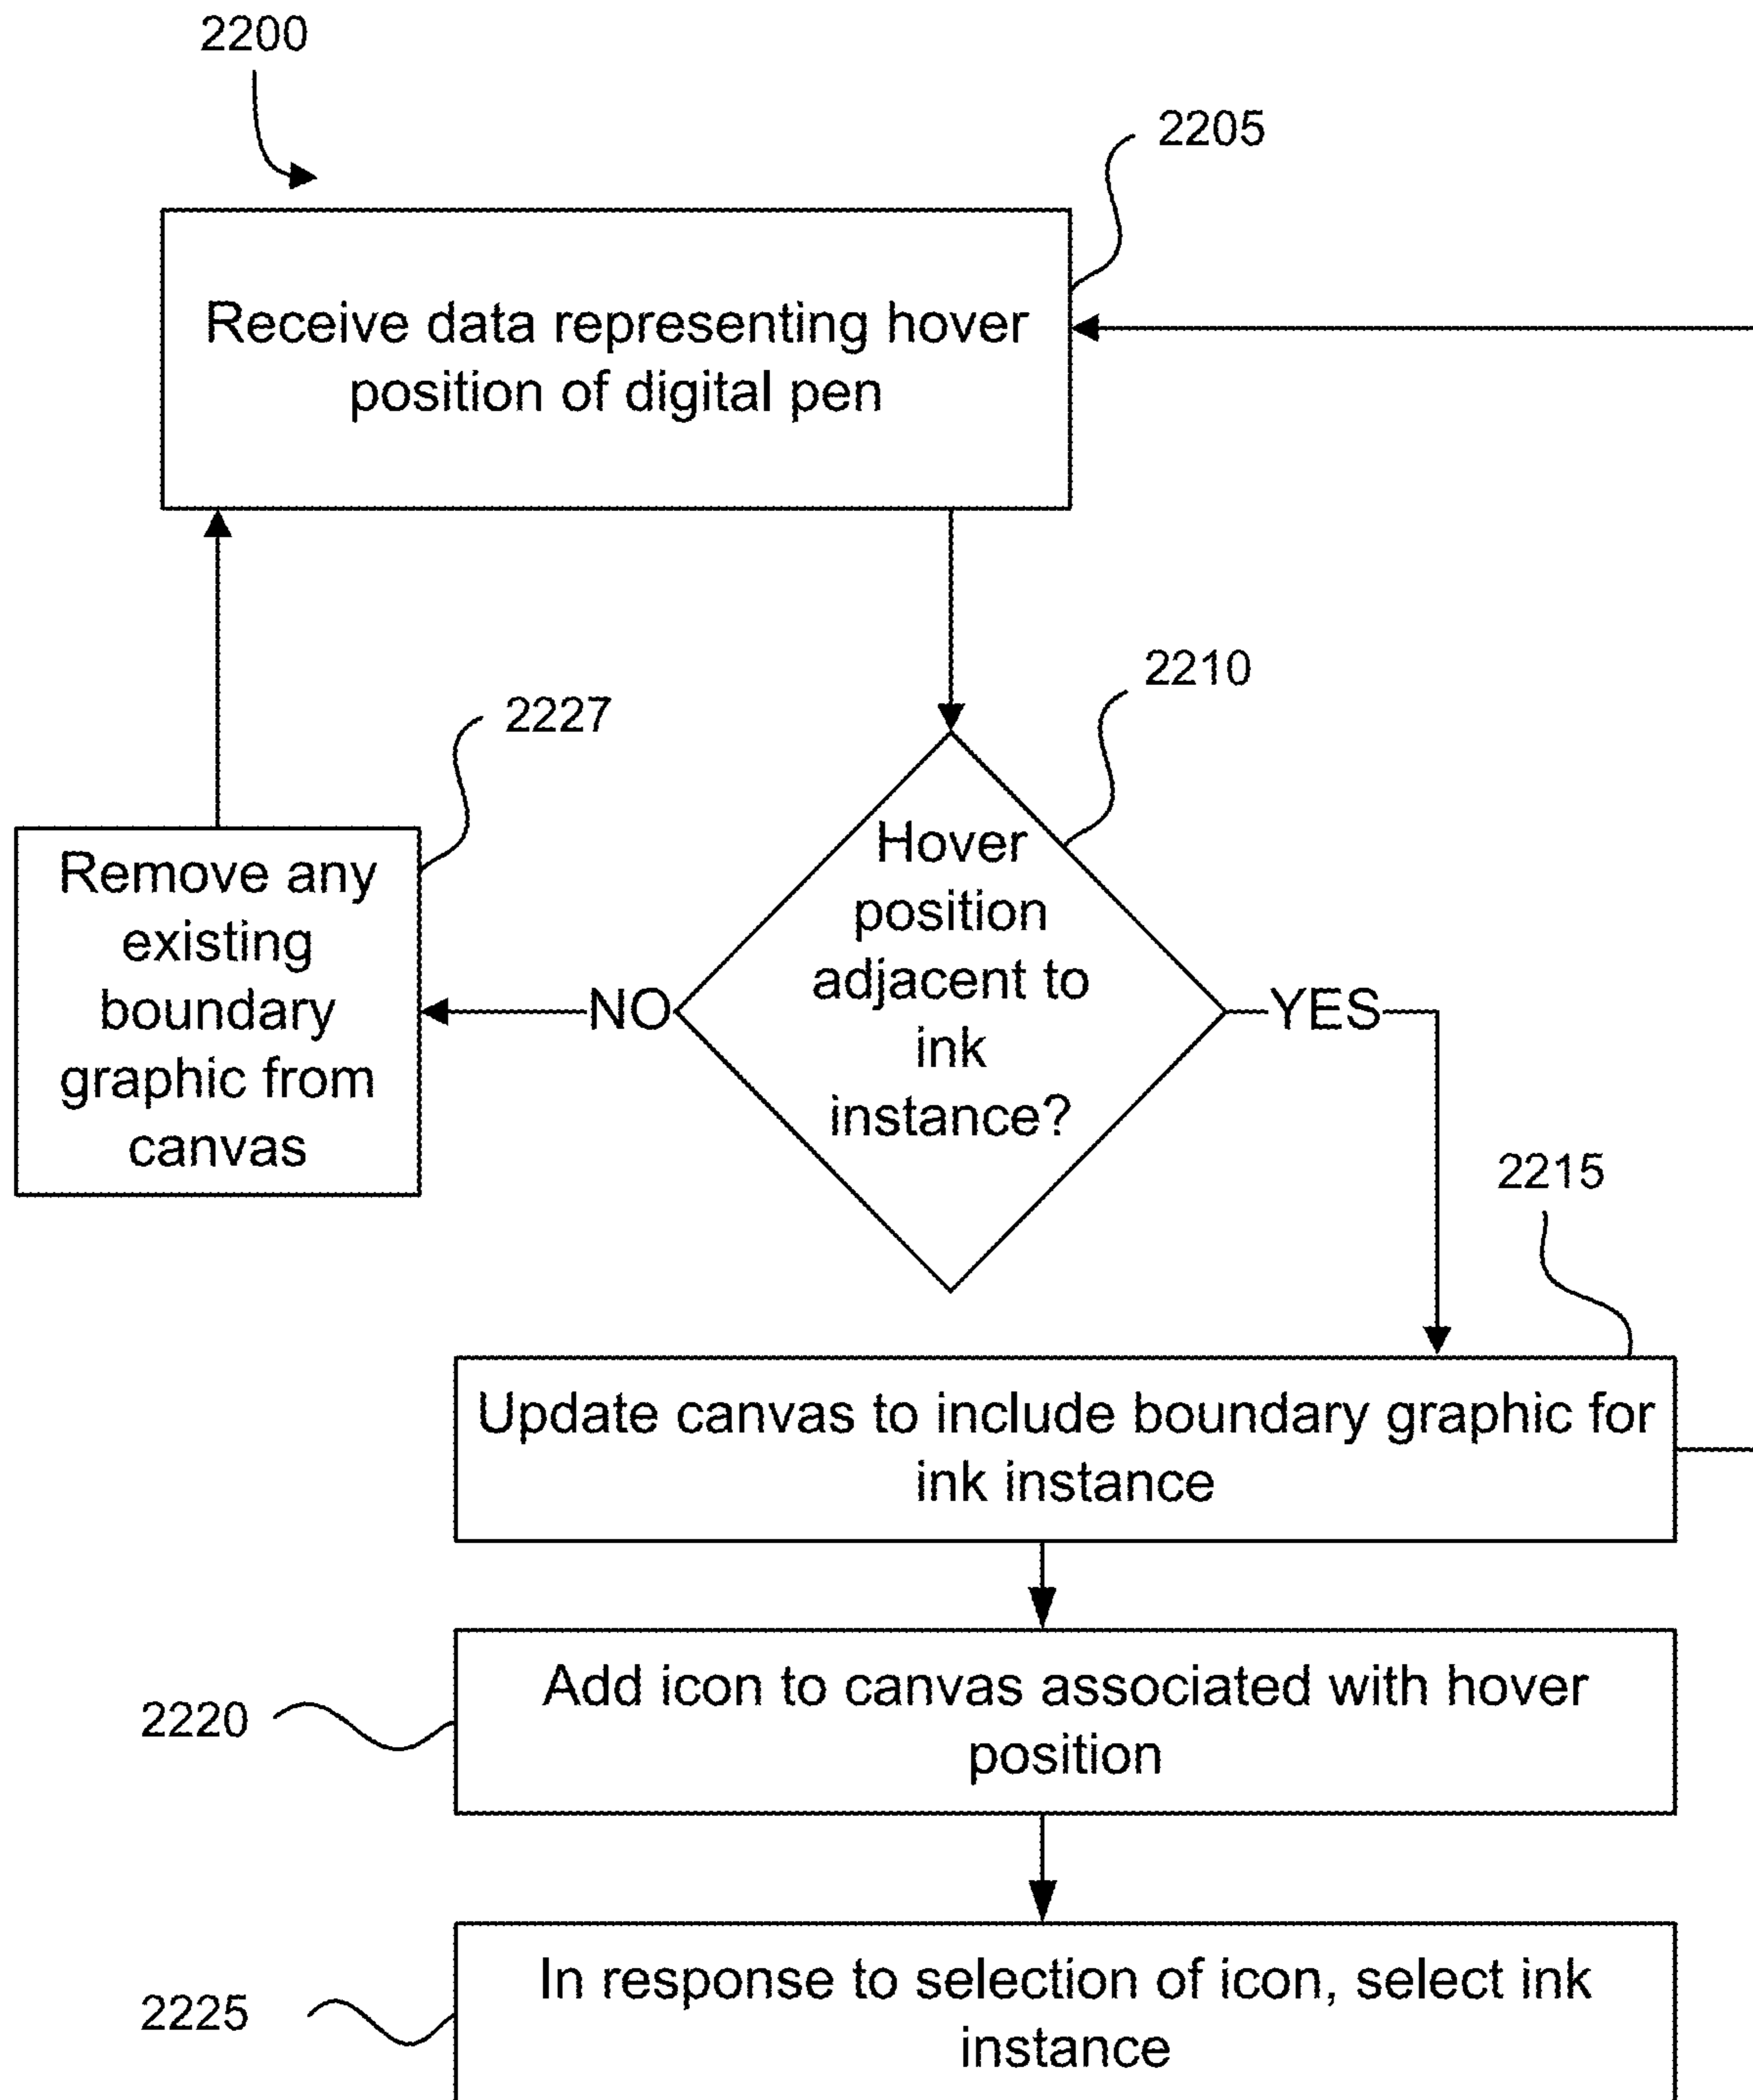 2200
2205
Receive data representing hover
position of digital pen
2210
2227
Hover
position
adjacent to
ink
instance?
Remove any
existing
boundary
graphic from
canvas
NO
YES
2215
Update canvas to include boundary graphic for
ink instance
Add icon to canvas associated with hover
position
2220
In response to selection of icon, select ink
instance
2225